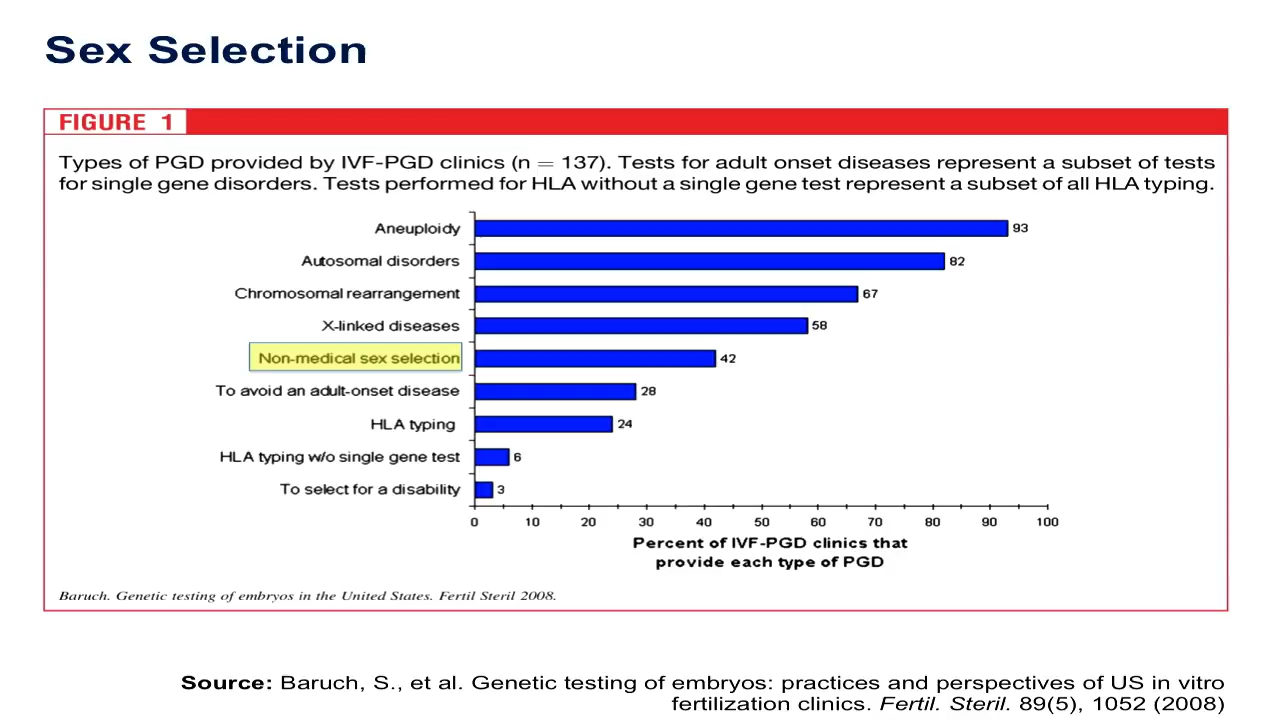 Sex Selection
FIGURE 1
Types of PGD provided by IVF-PGD clinics (n = 137). Tests for adult onset diseases represent a subset of tests
for single gene disorders. Tests performed for HLA without a single gene test represent a subset of all HLA typing.
Aneuploidy 93
Autosomal disorders 82
Chromosomal rearrangement 67
X-linked diseases 58
Non-medical sex selection 42
To avoid an adult-onset disease 28
HLA typing 24
HLA typing w/o single gene test 6
To select for a disability 3
0 10 20 30 40 50 60 70 80 90 100
Percent of IVF-PGD clinics that
provide each type of PGD
Baruch. Genetic testing of embryos in the United States. Fertil Steril 2008.
Source: Baruch, S., et al. Genetic testing of embryos: practices and perspectives of US in vitro
fertilization clinics. Fertil. Steril. 89(5), 1052 (2008)